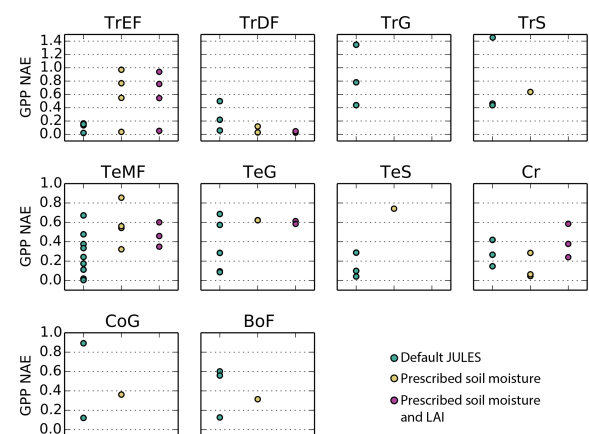 TrEF TrDF TrG TrS
GPP NAE
1.4
1.2
1.0
0.8
0.6
0.4
0.2
0.0
TeMF TeG TeS Cr
GPP NAE
1.0
0.8
0.6
0.4
0.2
0.0
CoG BoF
GPP NAE
1.0
0.8
0.6
0.4
0.2
0.0
Default JULES
Prescribed soil moisture
Prescribed soil moisture
and LAI